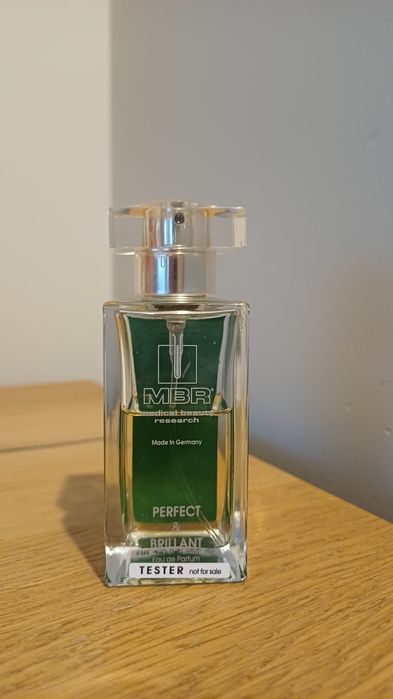 MBR®
medical beauty
research
Made in Germany
PERFECT
&
BRILLANT
Eau de Parfum
TESTER not for sale